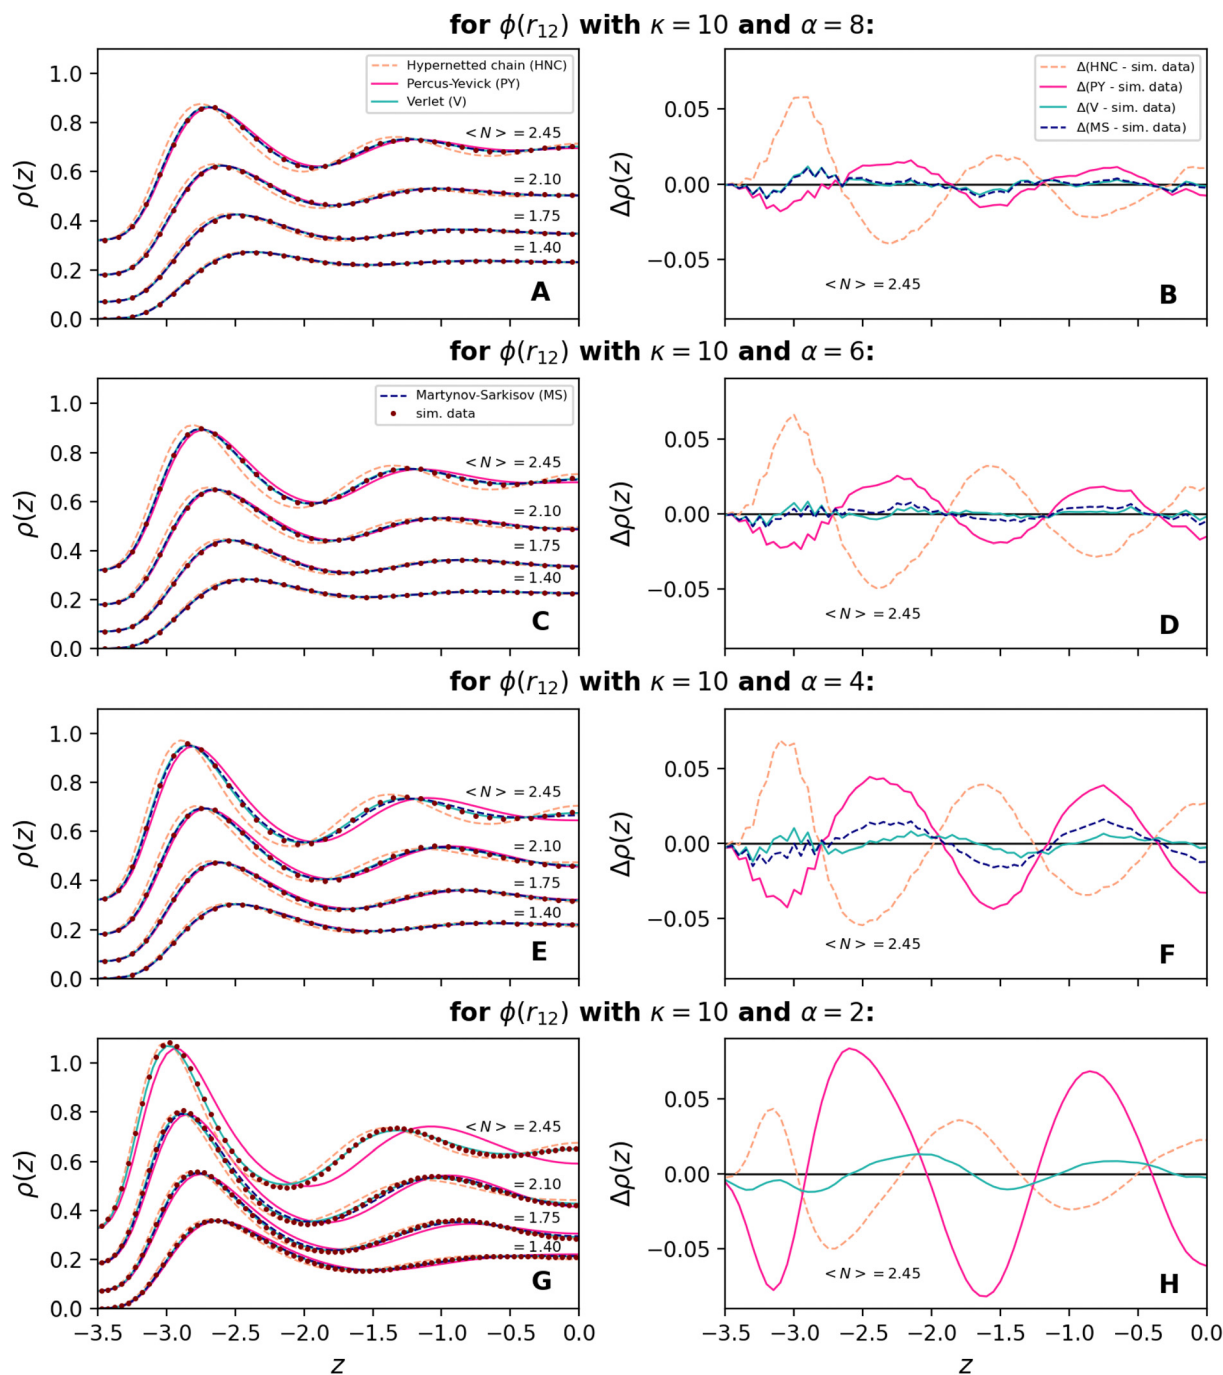 for ϕ(r₁₂) with κ = 10 and α = 8:
Hypernetted chain (HNC)
Percus-Yevick (PY)
Verlet (V)
1.0
0.8
0.6
0.4
0.2
0.0
ρ(z)
< N > = 2.45
= 2.10
= 1.75
= 1.40
A
Δ(HNC - sim. data)
Δ(PY - sim. data)
Δ(V - sim. data)
Δ(MS - sim. data)
0.05
0.00
−0.05
Δρ(z)
< N > = 2.45
B
for ϕ(r₁₂) with κ = 10 and α = 6:
Martynov-Sarkisov (MS)
sim. data
1.0
0.8
0.6
0.4
0.2
0.0
ρ(z)
< N > = 2.45
= 2.10
= 1.75
= 1.40
C
0.05
0.00
−0.05
Δρ(z)
< N > = 2.45
D
for ϕ(r₁₂) with κ = 10 and α = 4:
1.0
0.8
0.6
0.4
0.2
0.0
ρ(z)
< N > = 2.45
= 2.10
= 1.75
= 1.40
E
0.05
0.00
−0.05
Δρ(z)
< N > = 2.45
F
for ϕ(r₁₂) with κ = 10 and α = 2:
1.0
0.8
0.6
0.4
0.2
0.0
ρ(z)
< N > = 2.45
= 2.10
= 1.75
= 1.40
G
−3.5 −3.0 −2.5 −2.0 −1.5 −1.0 −0.5 0.0
z
0.05
0.00
−0.05
Δρ(z)
< N > = 2.45
H
−3.5 −3.0 −2.5 −2.0 −1.5 −1.0 −0.5 0.0
z